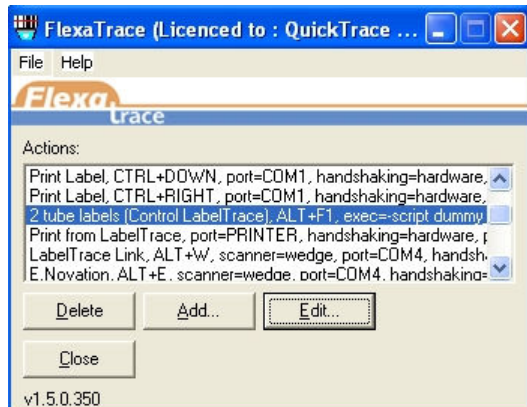 FlexaTrace (Licenced to : QuickTrace ...
File Help
Flexa
trace
Actions:
Print Label, CTRL+DOWN, port=COM1, handshaking=hardware,
Print Label, CTRL+RIGHT, port=COM1, handshaking=hardware,
2 tube labels (Control LabelTrace), ALT+F1, exec=-script dummy
Print from LabelTrace, port=PRINTER, handshaking=hardware, p
LabelTrace Link, ALT+W, scanner=wedge, port=COM4, handsh
E.Novation, ALT+E, scanner=wedge, port=COM4, handshaking=
Delete Add... Edit...
Close
v1.5.0.350